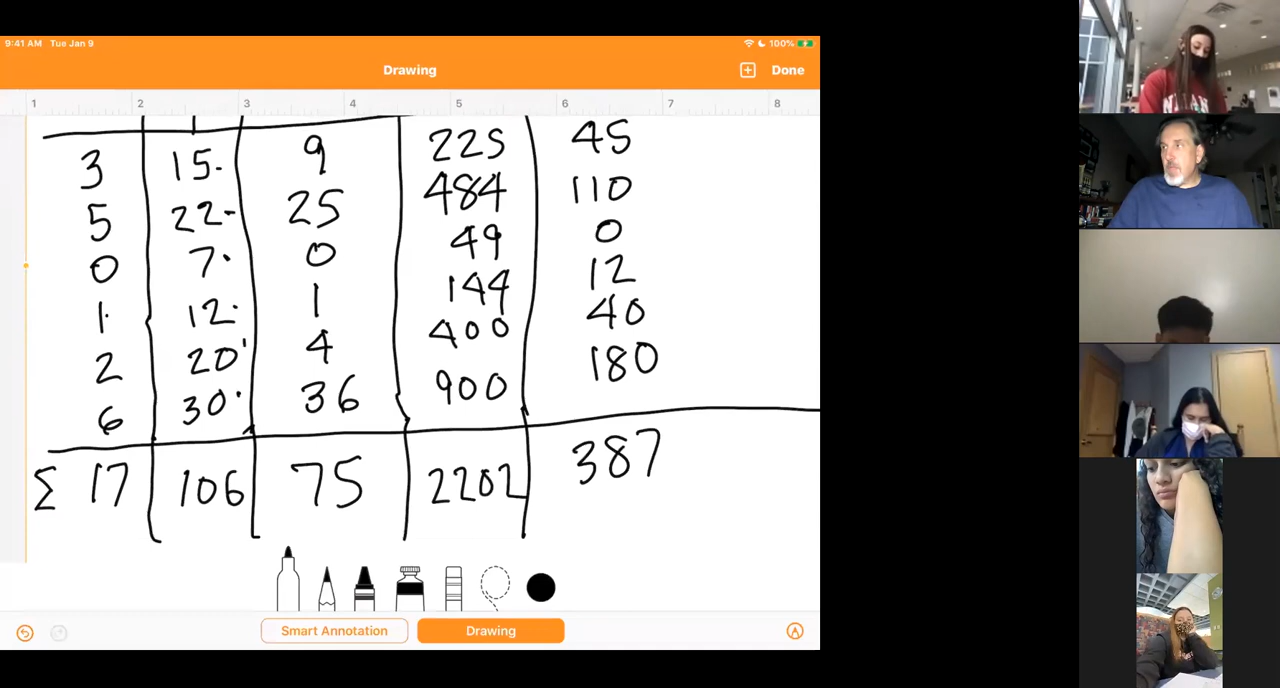 9:41 AM Tue Jan 9
100%
Drawing
Done
1 2 3 4 5 6 7 8
3 15 9 225 45
5 22 25 484 110
0 7 0 49 0
1 12 1 144 12
2 20 4 400 40
6 30 36 900 180
Σ 17 106 75 2202 387
Smart Annotation
Drawing